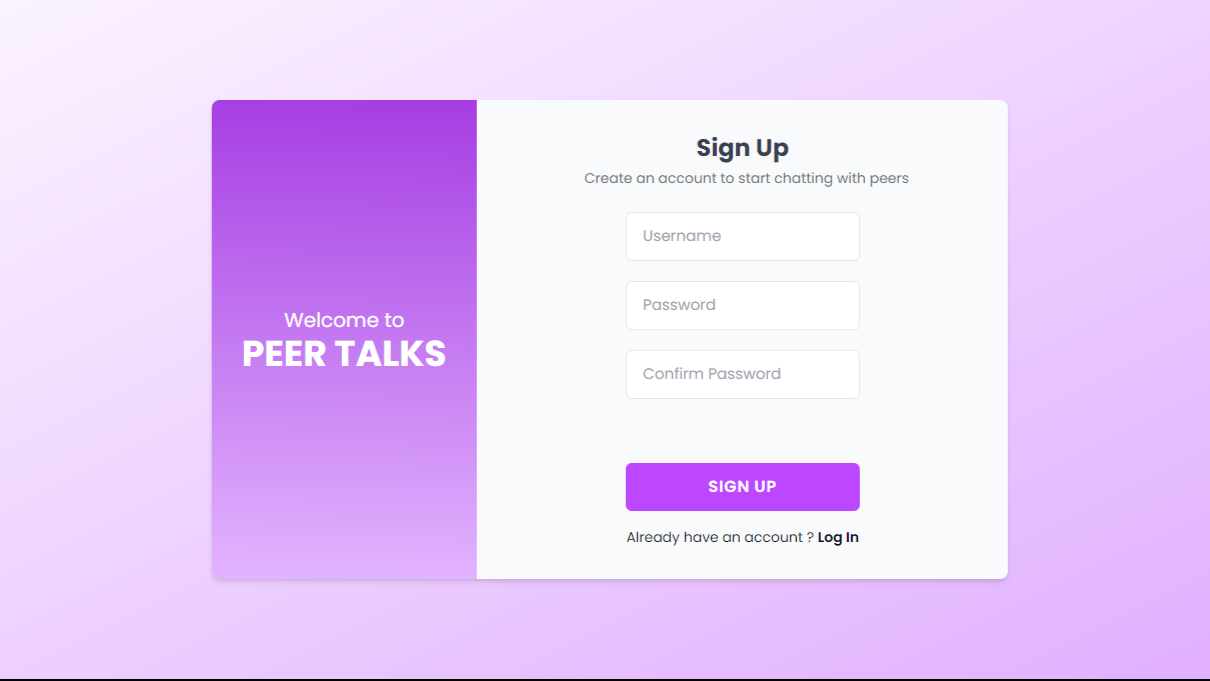 Welcome to
PEER TALKS
Sign Up
Create an account to start chatting with peers
Username
Password
Confirm Password
SIGN UP
Already have an account ? Log In